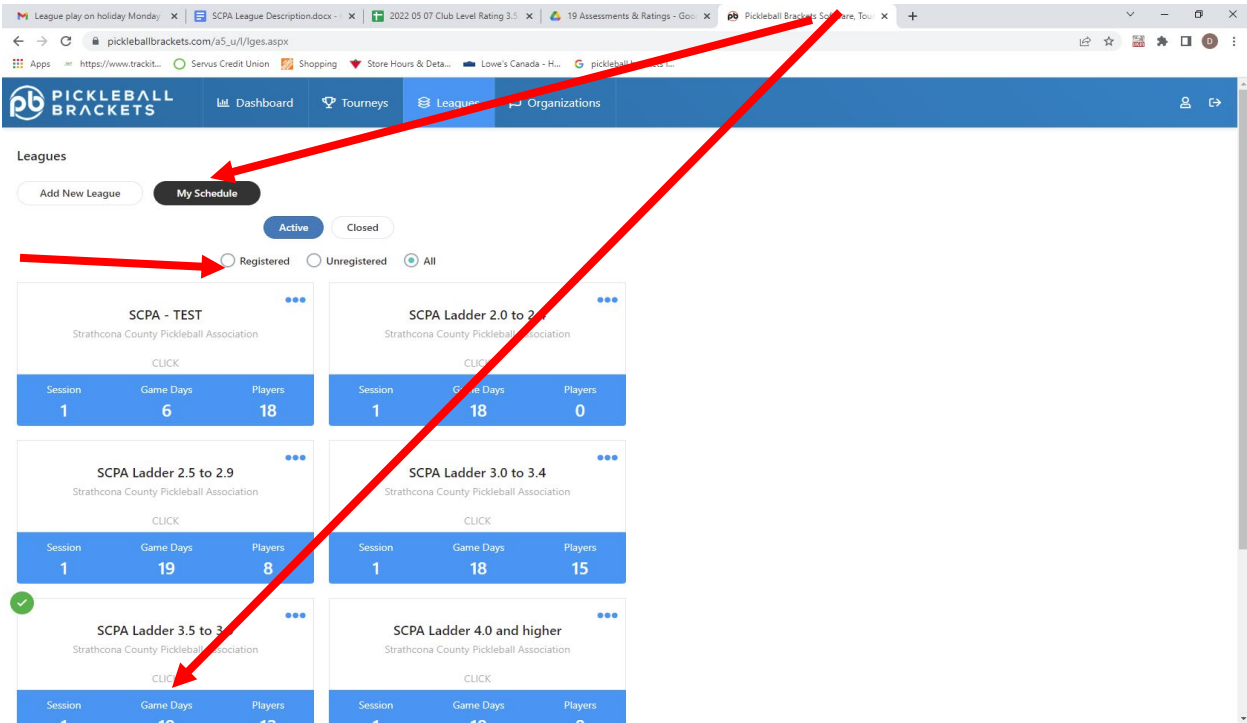 League play on holiday Monday
SCPA League Description.docx -
2022 05 07 Club Level Rating 3.5
19 Assessments & Ratings - Goo
Pickleball Brackets Software, Tou
pickleballbrackets.com/a5_u/l/lges.aspx
D
Apps
https://www.trackit...
Servus Credit Union
Shopping
Store Hours & Deta...
Lowe's Canada - H...
pb PICKLEBALL BRACKETS
Dashboard
Tourneys
Leagues
Organizations
Leagues
Add New League
My Schedule
Active
Closed
Registered
Unregistered
All
SCPA - TEST
Strathcona County Pickleball Association
CLICK
Session Game Days Players
1 6 18
SCPA Ladder 2.0 to
Strathcona County Pickleball Association
CLICK
Session Game Days Players
1 18 0
SCPA Ladder 2.5 to 2.9
Strathcona County Pickleball Association
CLICK
Session Game Days Players
1 19 8
SCPA Ladder 3.0 to 3.4
Strathcona County Pickleball Association
CLICK
Session Game Days Players
1 18 15
SCPA Ladder 3.5 to
Strathcona County Pickleball Association
CLICK
Session Game Days Players
SCPA Ladder 4.0 and higher
Strathcona County Pickleball Association
CLICK
Session Game Days Players